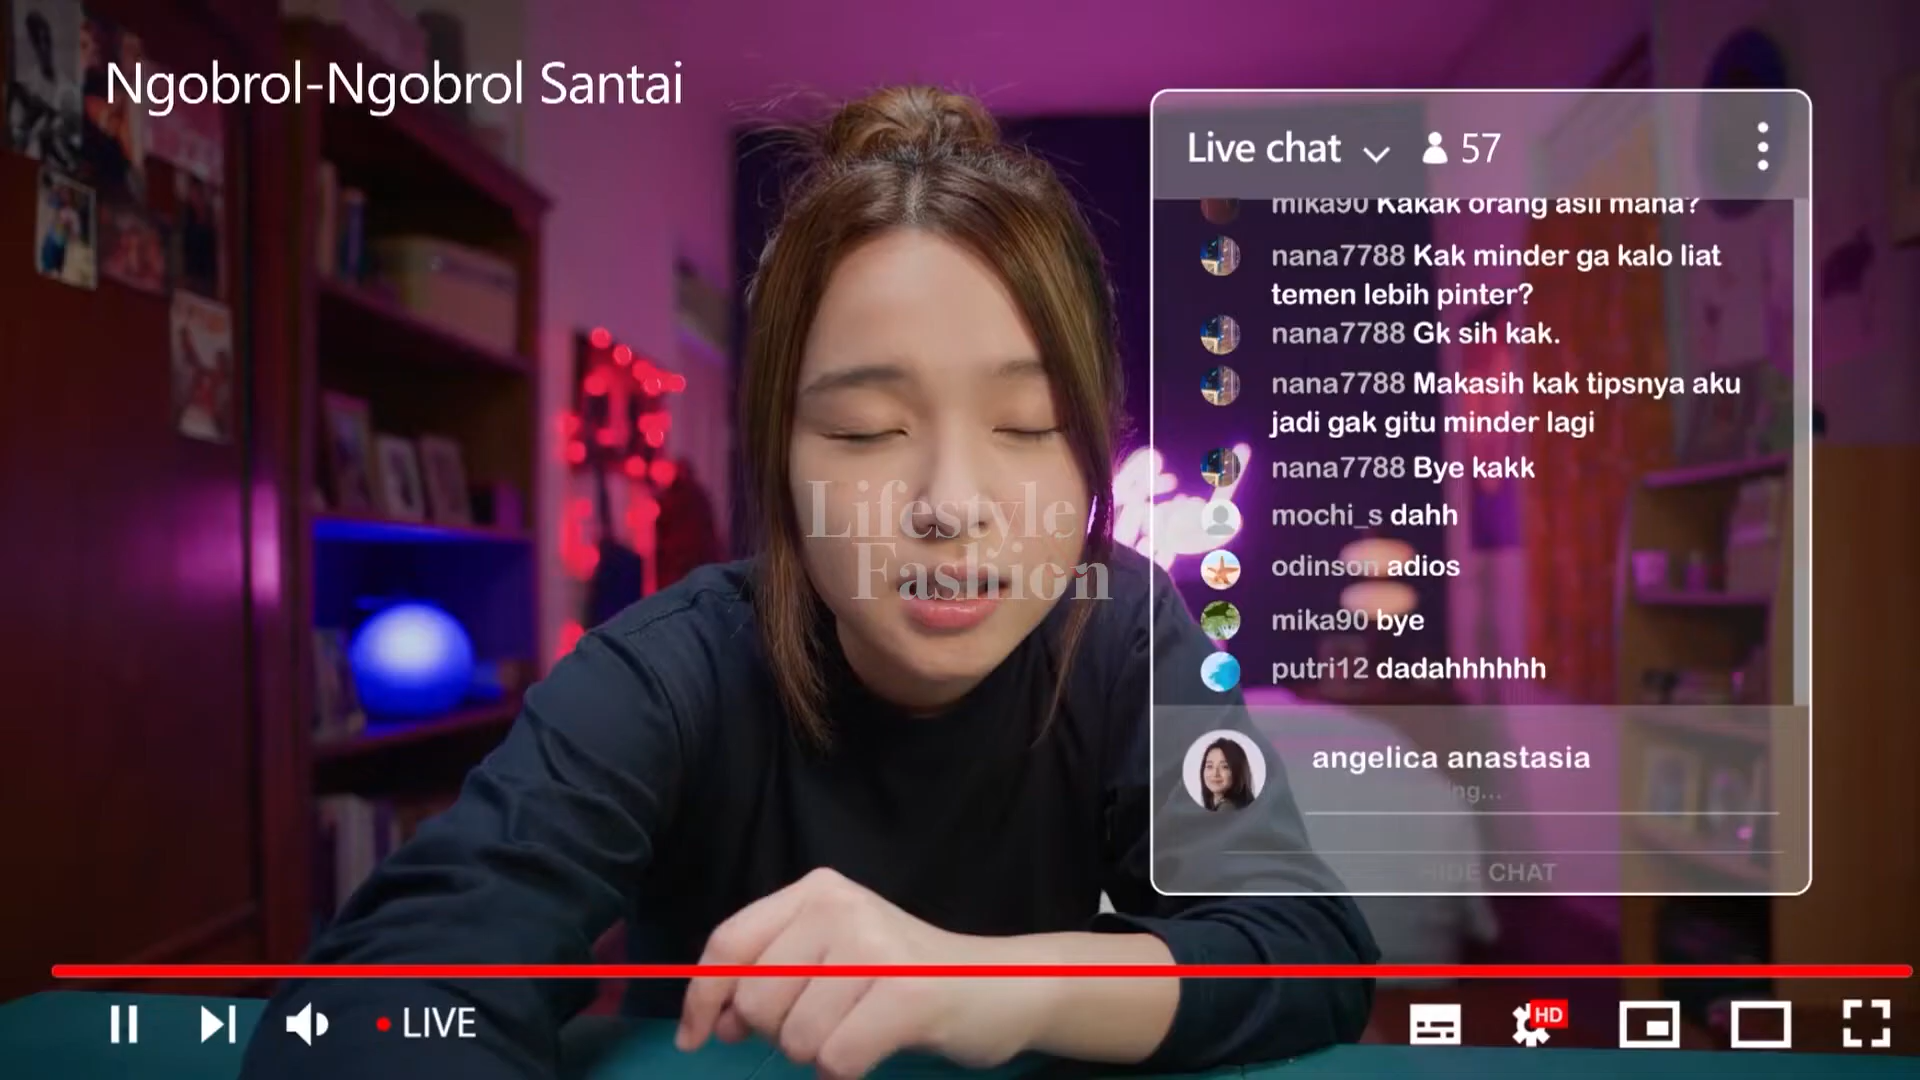 Ngobrol-Ngobrol Santai
Live chat 57
mika90 Kakak orang asli mana?
nana7788 Kak minder ga kalo liat
temen lebih pinter?
nana7788 Gk sih kak.
nana7788 Makasih kak tipsnya aku
jadi gak gitu minder lagi
nana7788 Bye kakk
mochi_s dahh
odinson adios
mika90 bye
putri12 dadahhhhhh
angelica anastasia
HIDE CHAT
Lifestyle
Fashion
LIVE
HD